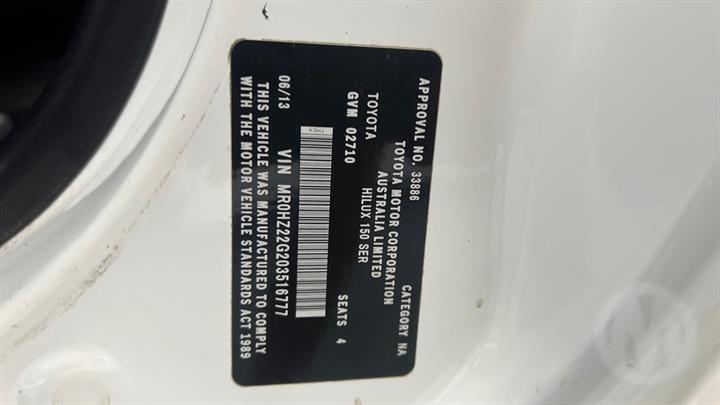 APPROVAL NO. 33886 CATEGORY NA
TOYOTA MOTOR CORPORATION
AUSTRALIA LIMITED
TOYOTA HILUX 150 SER
GVM 02710 SEATS 4
06/13 VIN MR0HZ22G203516777
THIS VEHICLE WAS MANUFACTURED TO COMPLY
WITH THE MOTOR VEHICLE STANDARDS ACT 1989